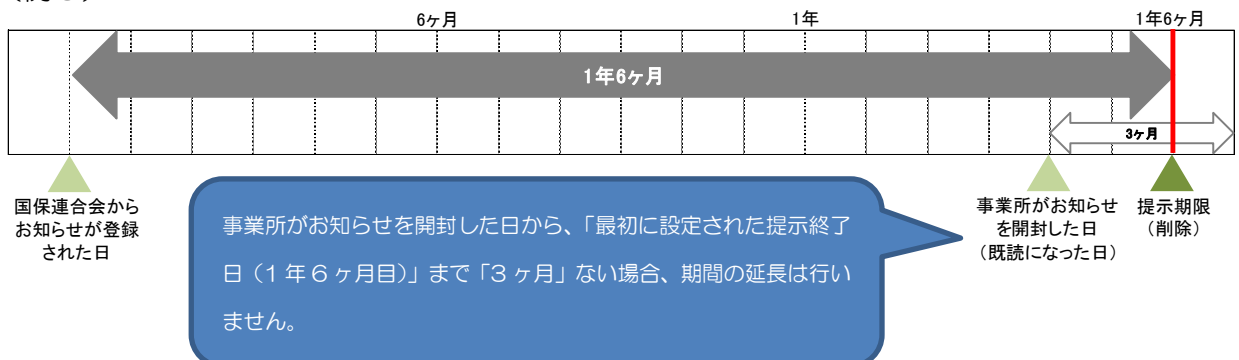 6ヶ月 1年 1年6ヶ月
1年6ヶ月
3ヶ月
国保連合会から
お知らせが登録
された日
事業所がお知らせを開封した日から、「最初に設定された提示終了
日（1年6ヶ月目）」まで「3ヶ月」ない場合、期間の延長は行い
ません。
事業所がお知らせ
を開封した日
（既読になった日）
提示期限
（削除）